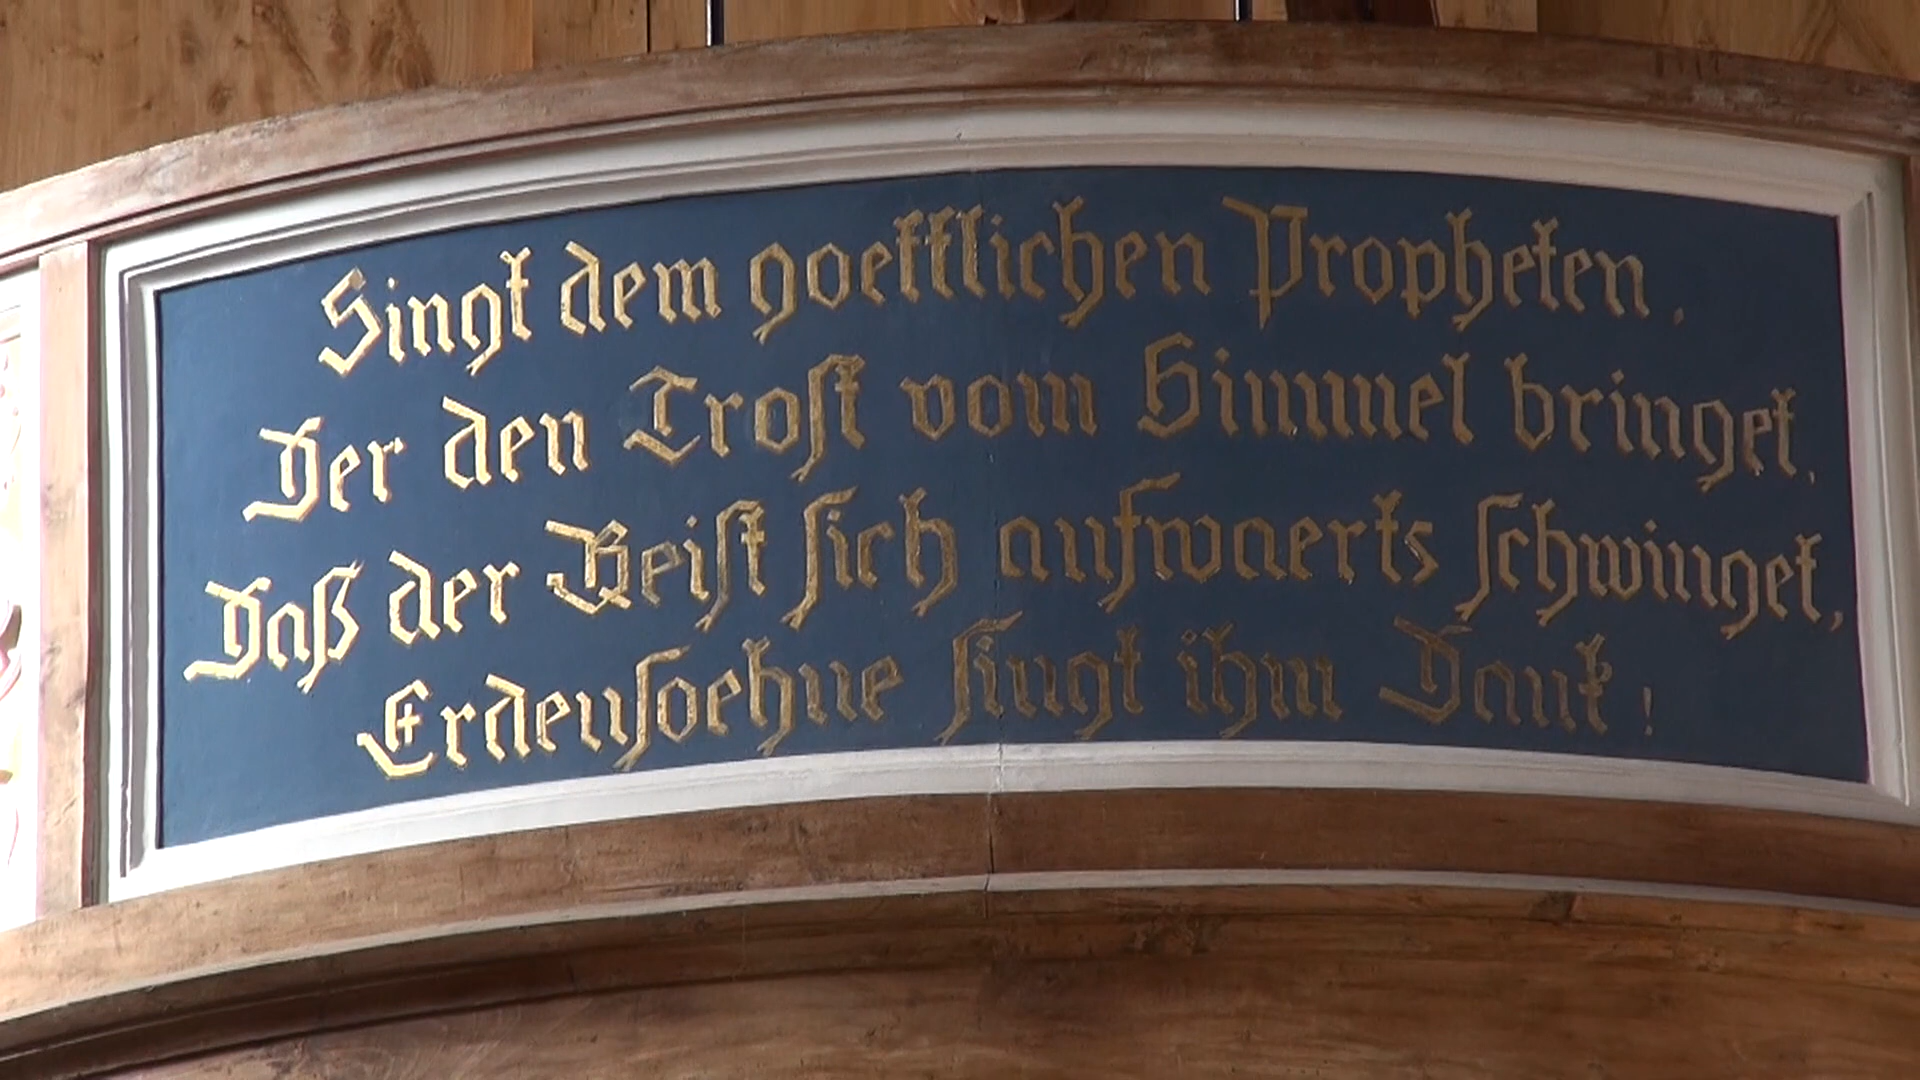 Singt dem goettlichen Propheten,
Der den Trost vom Himmel bringet,
Daß der Geist sich aufwaerts schwinget,
Erdensoehne singt ihm Dank!